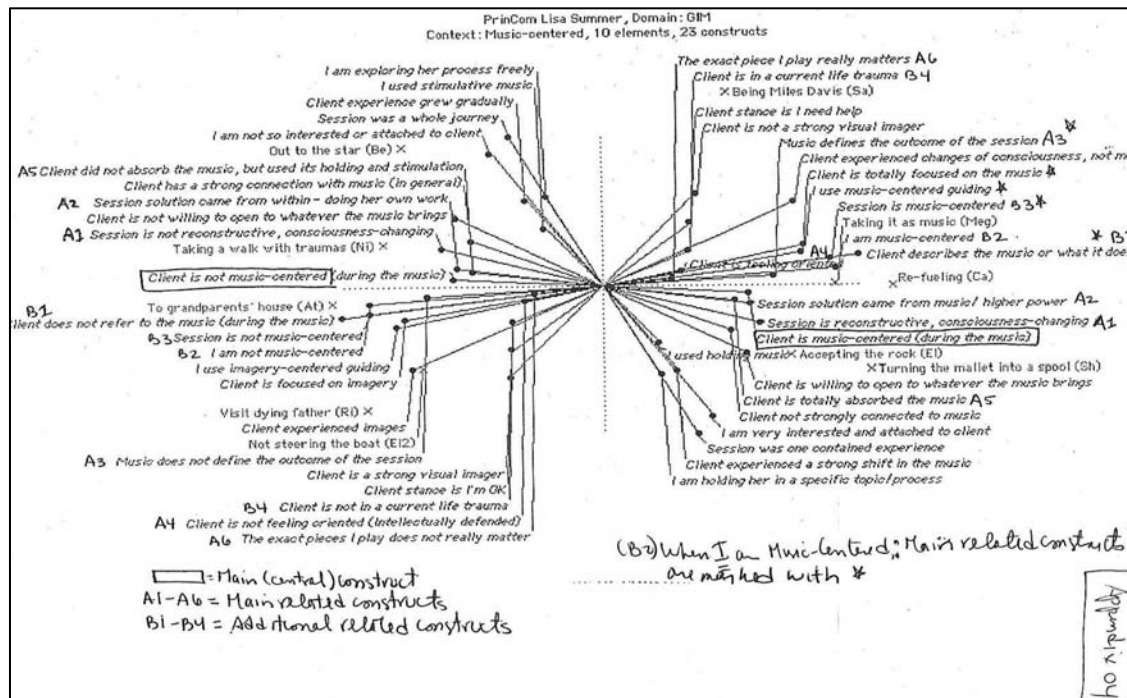 PrinCom Lisa Summer, Domain: GIM
Context: Music-centered, 10 elements, 23 constructs
I am exploring her process freely
I used stimulative music
Client experience grew gradually
Session was a whole journey
I am not so interested or attached to client
Out to the star (Be) ×
A5 Client did not absorb the music, but used its holding and stimulation
Client has a strong connection with music (in general)
A2 Session solution came from within - doing her own work
Client is not willing to open to whatever the music brings
A1 Session is not reconstructive, consciousness-changing
Taking a walk with traumas (Ni) ×
Client is not music-centered (during the music)
The exact piece I play really matters A6
Client is in a current life trauma B4
× Being Miles Davis (Sa)
Client stance is I need help
Client is not a strong visual imager
Music defines the outcome of the session A3 *
Client experienced changes of consciousness, not m
Client is totally focused on the music *
I use music-centered guiding *
Session is music-centered B3 *
Taking it as music (Meg)
I am music-centered B2
* B1
A4
Client describes the music or what it doe
Client is feeling oriented
× Re-fueling (Ca)
To grandparents' house (At) ×
B1
Client does not refer to the music (during the music)
B3 Session is not music-centered
B2 I am not music-centered
I use imagery-centered guiding
Client is focused on imagery
Visit dying father (Ri) ×
Client experienced images
Not steering the boat (El2)
A3 Music does not define the outcome of the session
Client is a strong visual imager
Client stance is I'm OK
B4 Client is not in a current life trauma
A4 Client is not feeling oriented (Intellectually defended)
A6 The exact pieces I play does not really matter
Session solution came from music/ higher power A2
Session is reconstructive, consciousness-changing A1
Client is music-centered (during the music)
I used holding music × Accepting the rock (El)
× Turning the mallet into a spool (Sh)
Client is willing to open to whatever the music brings
Client is totally absorbed the music A5
Client not strongly connected to music
I am very interested and attached to client
Session was one contained experience
Client experienced a strong shift in the music
I am holding her in a specific topic/process
(B2) When I am Music-Centered: Main related constructs
are marked with *
= Main (central) construct
A1-A6 = Main related constructs
B1-B4 = Additional related constructs
Appendix